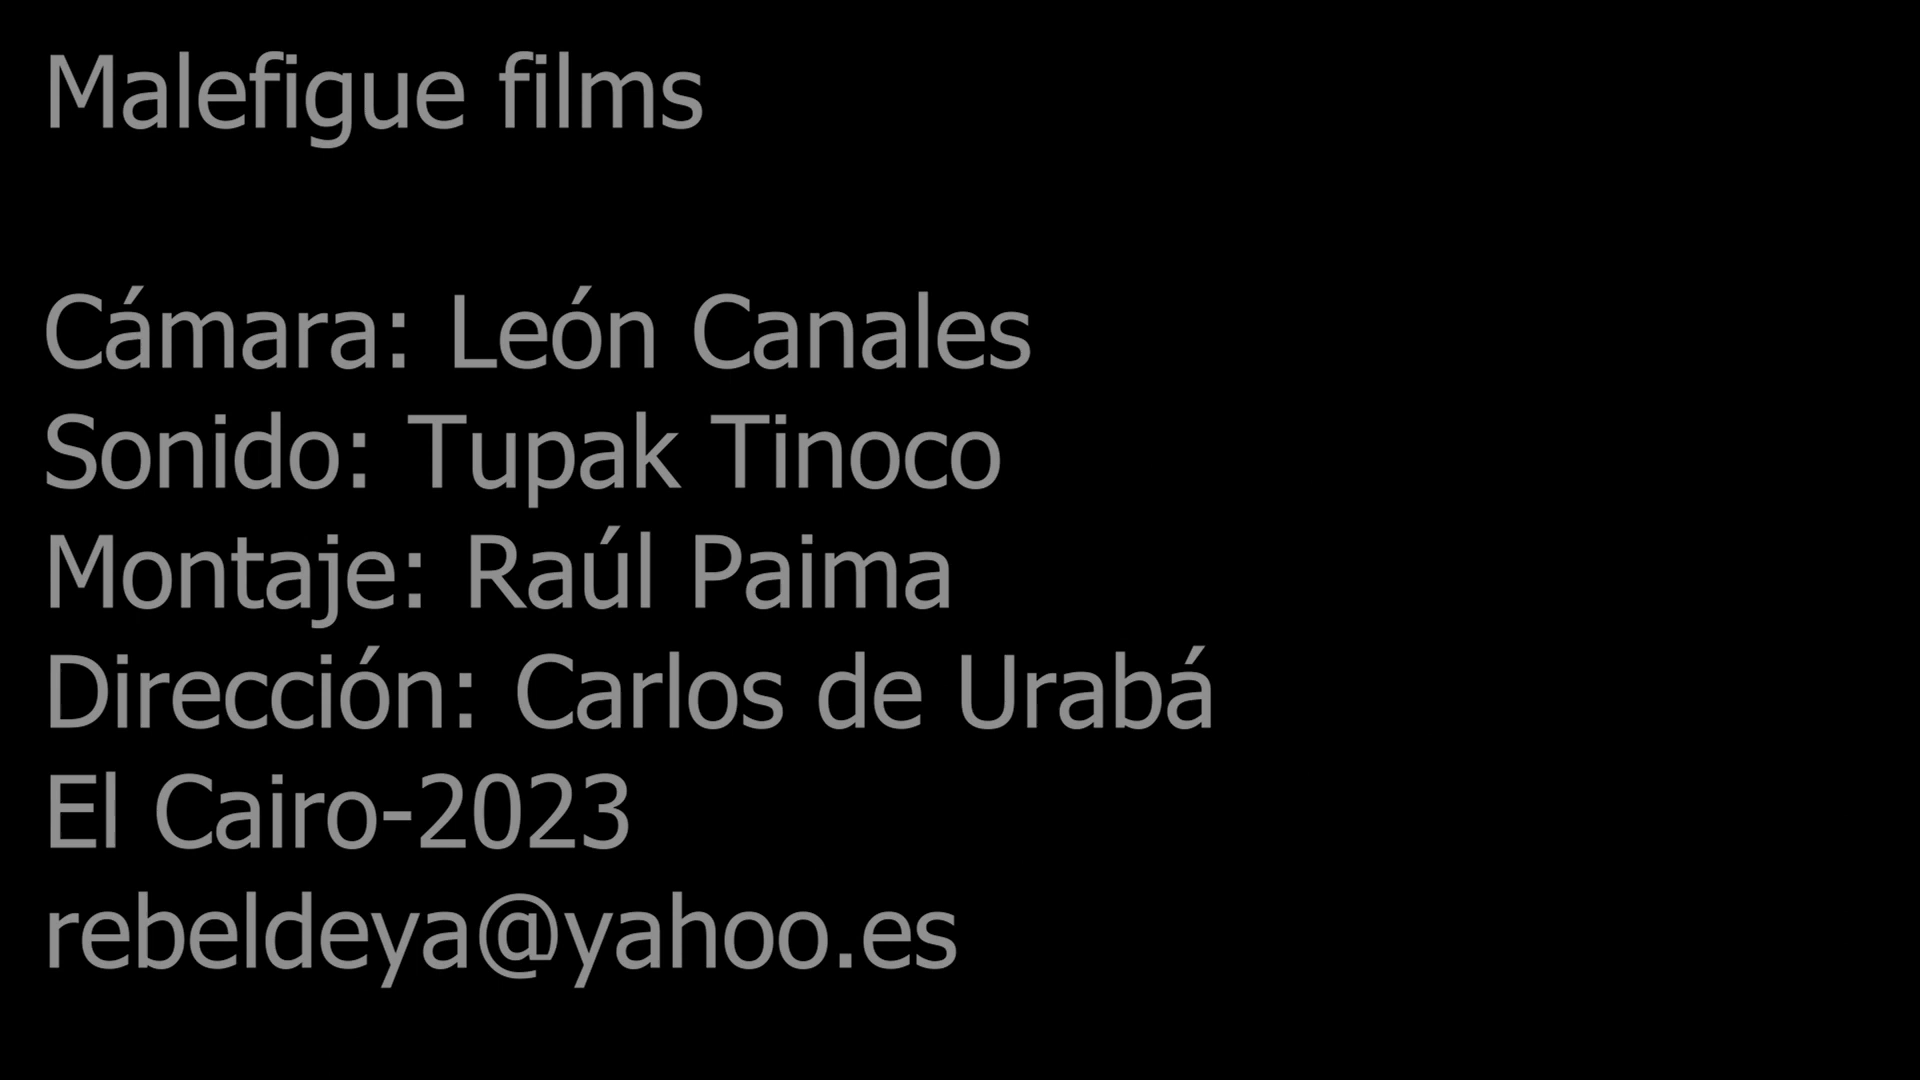 Malefigue films
Cámara: León Canales
Sonido: Tupak Tinoco
Montaje: Raúl Paima
Dirección: Carlos de Urabá
El Cairo-2023
rebeldeya@yahoo.es